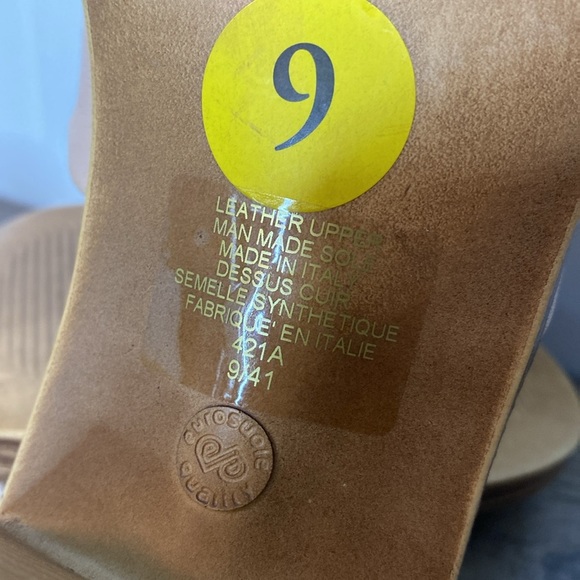 9
LEATHER UPPER
MAN MADE SOLE
MADE IN ITALY
DESSUS CUIR
SEMELLE SYNTHETIQUE
FABRIQUE' EN ITALIE
421A
9/41
euroSuole
quality